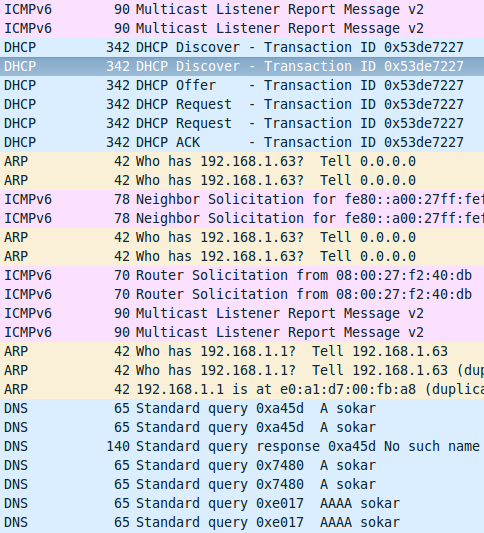 ICMPv6 90 Multicast Listener Report Message v2
ICMPv6 90 Multicast Listener Report Message v2
DHCP 342 DHCP Discover - Transaction ID 0x53de7227
DHCP 342 DHCP Discover - Transaction ID 0x53de7227
DHCP 342 DHCP Offer - Transaction ID 0x53de7227
DHCP 342 DHCP Request - Transaction ID 0x53de7227
DHCP 342 DHCP Request - Transaction ID 0x53de7227
DHCP 342 DHCP ACK - Transaction ID 0x53de7227
ARP 42 Who has 192.168.1.63? Tell 0.0.0.0
ARP 42 Who has 192.168.1.63? Tell 0.0.0.0
ICMPv6 78 Neighbor Solicitation for fe80::a00:27ff:fef
ICMPv6 78 Neighbor Solicitation for fe80::a00:27ff:fef
ARP 42 Who has 192.168.1.63? Tell 0.0.0.0
ARP 42 Who has 192.168.1.63? Tell 0.0.0.0
ICMPv6 70 Router Solicitation from 08:00:27:f2:40:db
ICMPv6 70 Router Solicitation from 08:00:27:f2:40:db
ICMPv6 90 Multicast Listener Report Message v2
ICMPv6 90 Multicast Listener Report Message v2
ARP 42 Who has 192.168.1.1? Tell 192.168.1.63
ARP 42 Who has 192.168.1.1? Tell 192.168.1.63 (dup
ARP 42 192.168.1.1 is at e0:a1:d7:00:fb:a8 (duplica
DNS 65 Standard query 0xa45d A sokar
DNS 65 Standard query 0xa45d A sokar
DNS 140 Standard query response 0xa45d No such name
DNS 65 Standard query 0x7480 A sokar
DNS 65 Standard query 0x7480 A sokar
DNS 65 Standard query 0xe017 AAAA sokar
DNS 65 Standard query 0xe017 AAAA sokar